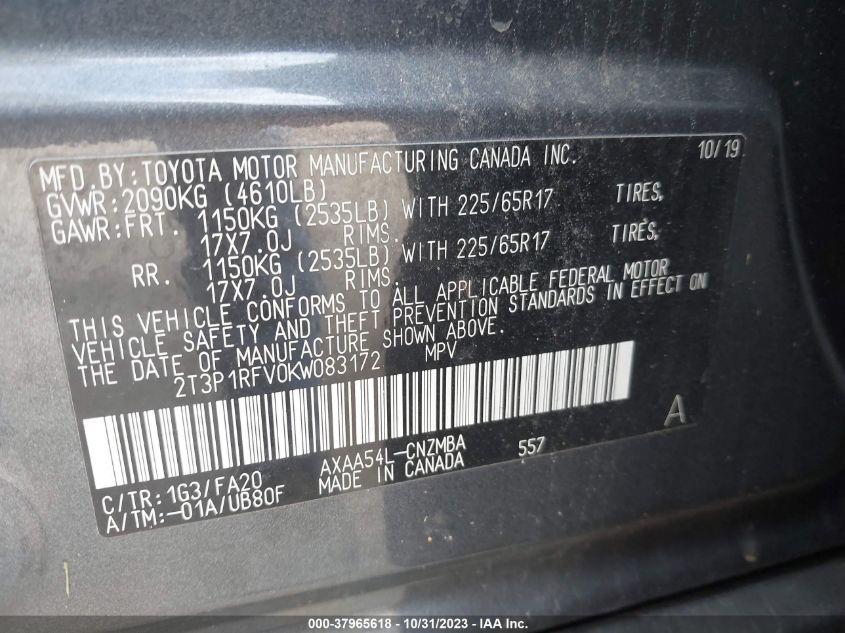 MFD.BY:TOYOTA MOTOR MANUFACTURING CANADA INC. 10/19
GVWR:2090KG (4610LB)
GAWR:FRT. 1150KG (2535LB) WITH 225/65R17 TIRES,
17X7.0J RIMS.
RR. 1150KG (2535LB) WITH 225/65R17 TIRES,
17X7.0J RIMS.
THIS VEHICLE CONFORMS TO ALL APPLICABLE FEDERAL MOTOR
VEHICLE SAFETY AND THEFT PREVENTION STANDARDS IN EFFECT ON
THE DATE OF MANUFACTURE SHOWN ABOVE.
2T3P1RFV0KW083172 MPV
A
C/TR:1G3/FA20 AXAA54L-CNZMBA 557
A/TM:-01A/UB80F MADE IN CANADA
000-37965618 - 10/31/2023 - IAA Inc.